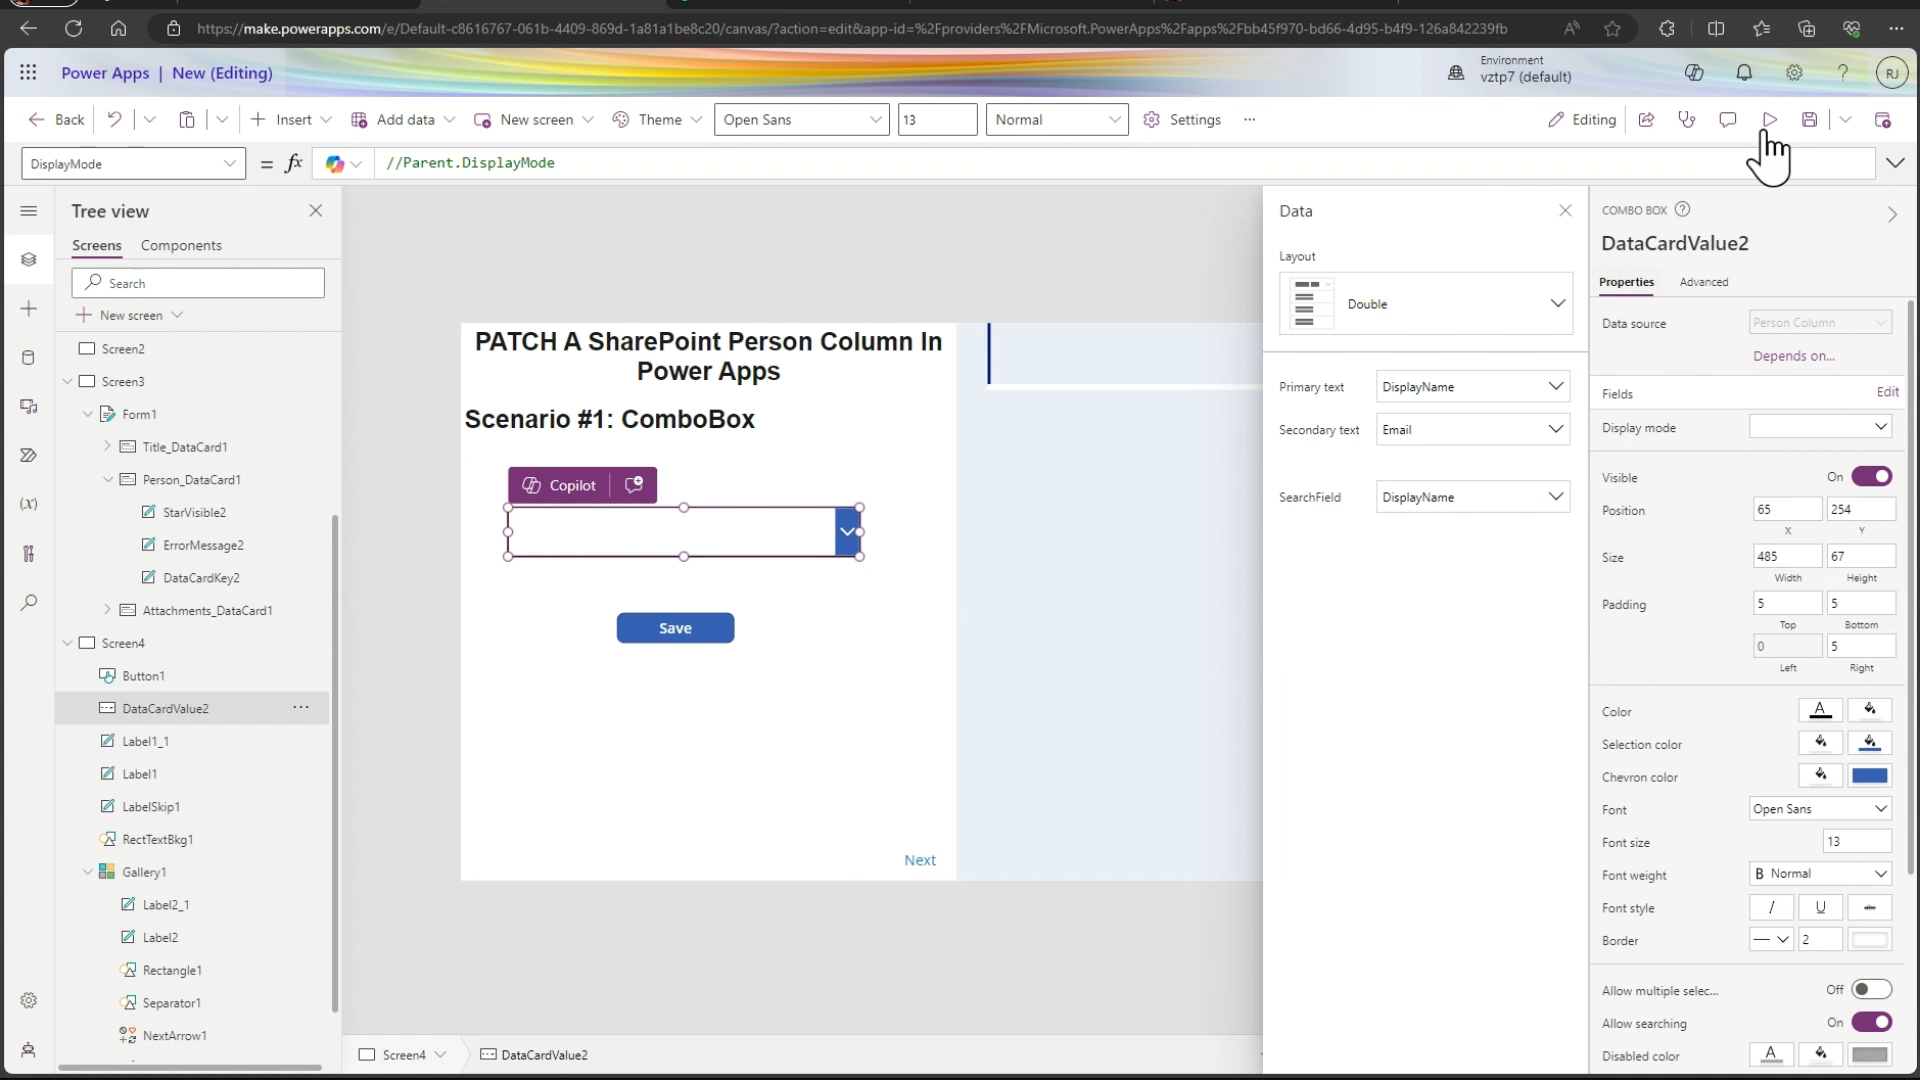 https://make.powerapps.com/e/Default-c8616767-061b-4409-869d-1a81a1be8c20/canvas/?action=edit&app-id=%2Fproviders%2FMicrosoft.PowerApps%2Fapps%2Fbb45f970-bd66-4d95-b4f9-126a842239fb
Power Apps | New (Editing)
Environment
vztp7 (default)
RJ
Back
Insert
Add data
New screen
Theme
Open Sans
13
Normal
Settings
Editing
DisplayMode
= fx
//Parent.DisplayMode
Tree view
Screens
Components
Search
New screen
Screen2
Screen3
Form1
Title_DataCard1
Person_DataCard1
StarVisible2
ErrorMessage2
DataCardKey2
Attachments_DataCard1
Screen4
Button1
DataCardValue2
Label1_1
Label1
LabelSkip1
RectTextBkg1
Gallery1
Label2_1
Label2
Rectangle1
Separator1
NextArrow1
PATCH A SharePoint Person Column In
Power Apps
Scenario #1: ComboBox
Copilot
Save
Next
Screen4
DataCardValue2
Data
Layout
Double
Primary text
DisplayName
Secondary text
Email
SearchField
DisplayName
COMBO BOX
DataCardValue2
Properties
Advanced
Data source
Person Column
Depends on...
Fields
Edit
Display mode
Visible
On
Position
65
254
X
Y
Size
485
67
Width
Height
Padding
5
5
Top
Bottom
0
5
Left
Right
Color
Selection color
Chevron color
Font
Open Sans
Font size
13
Font weight
B Normal
Font style
Border
2
Allow multiple selec...
Off
Allow searching
On
Disabled color